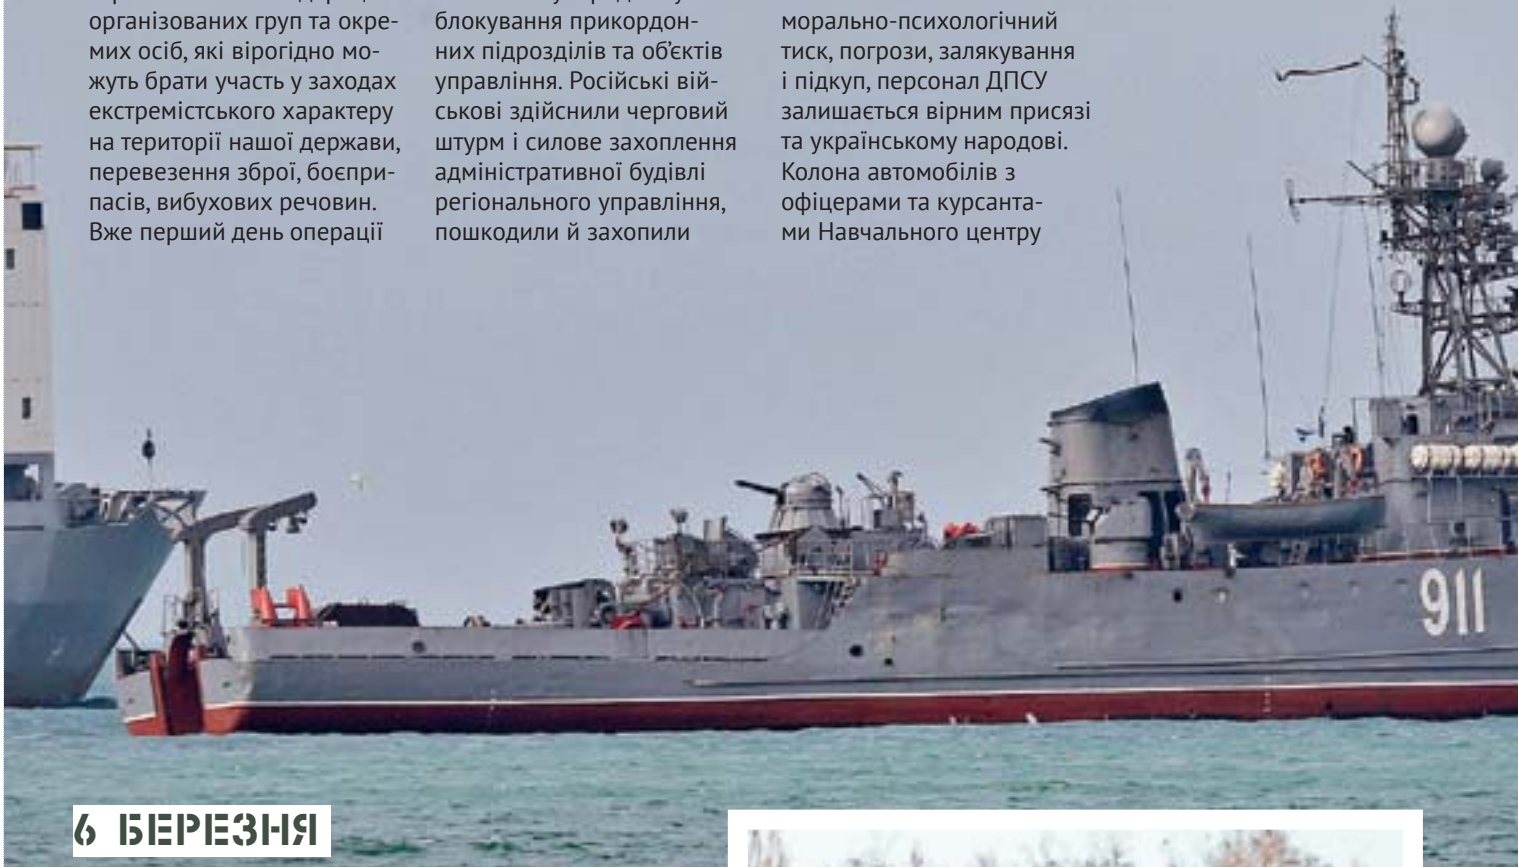 організованих груп та окре-
мих осіб, які вірогідно мо-
жуть брати участь у заходах
екстремістського характеру
на території нашої держави,
перевезення зброї, боєпри-
пасів, вибухових речовин.
Вже перший день операції
блокування прикордон-
них підрозділів та об’єктів
управління. Російські вій-
ськові здійснили черговий
штурм і силове захоплення
адміністративної будівлі
регіонального управління,
пошкодили й захопили
морально-психологічний
тиск, погрози, залякування
і підкуп, персонал ДПСУ
залишається вірним присязі
та українському народові.
Колона автомобілів з
офіцерами та курсанта-
ми Навчального центру
911
6 БЕРЕЗНЯ